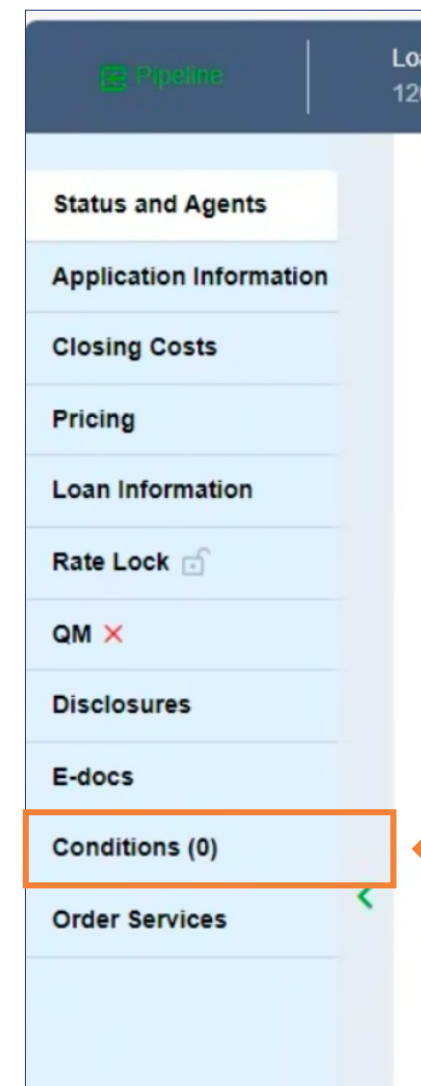 Pipeline
Status and Agents
Application Information
Closing Costs
Pricing
Loan Information
Rate Lock
QM
Disclosures
E-docs
Conditions (0)
Order Services